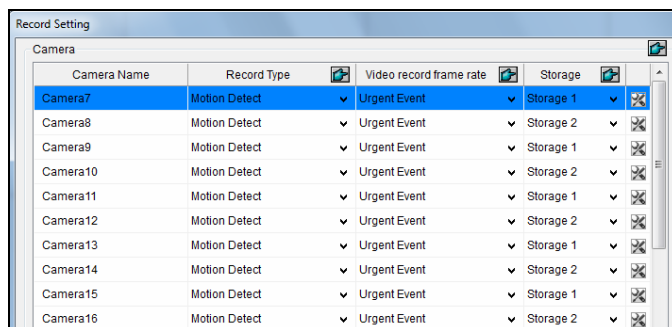 Record Setting
Camera
Camera Name Record Type Video record frame rate Storage
Camera7 Motion Detect Urgent Event Storage 1
Camera8 Motion Detect Urgent Event Storage 2
Camera9 Motion Detect Urgent Event Storage 1
Camera10 Motion Detect Urgent Event Storage 2
Camera11 Motion Detect Urgent Event Storage 1
Camera12 Motion Detect Urgent Event Storage 2
Camera13 Motion Detect Urgent Event Storage 1
Camera14 Motion Detect Urgent Event Storage 2
Camera15 Motion Detect Urgent Event Storage 1
Camera16 Motion Detect Urgent Event Storage 2